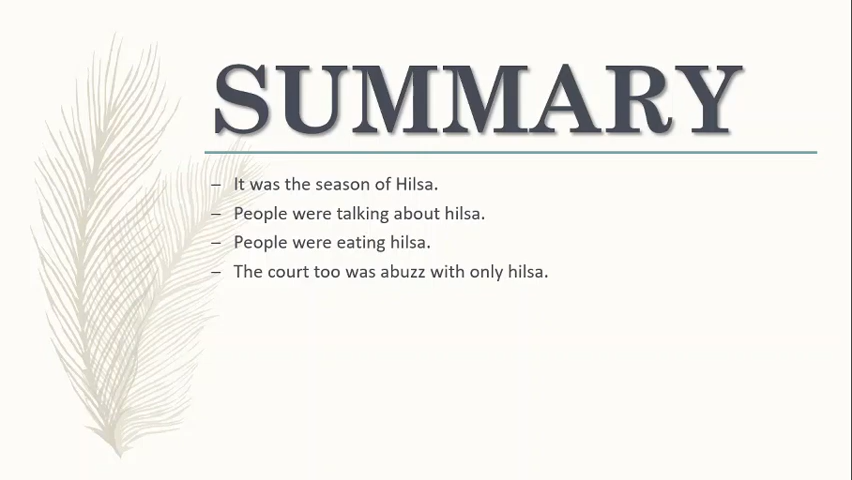 SUMMARY
– It was the season of Hilsa.
– People were talking about hilsa.
– People were eating hilsa.
– The court too was abuzz with only hilsa.